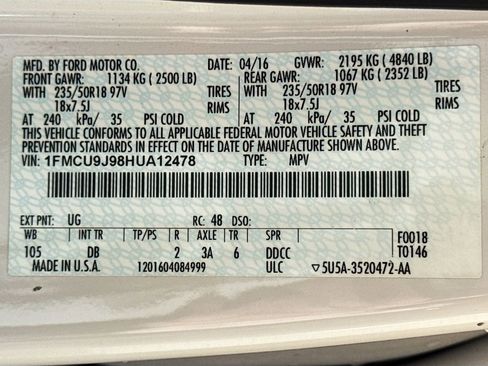 MFD. BY FORD MOTOR CO. DATE: 04/16 GVWR: 2195 KG ( 4840 LB)
FRONT GAWR: 1134 KG ( 2500 LB) REAR GAWR: 1067 KG ( 2352 LB)
WITH 235/50R18 97V TIRES WITH 235/50R18 97V TIRES
18x7.5J RIMS 18x7.5J RIMS
AT 240 kPa/ 35 PSI COLD AT 240 kPa/ 35 PSI COLD
THIS VEHICLE CONFORMS TO ALL APPLICABLE FEDERAL MOTOR VEHICLE SAFETY AND THEFT
PREVENTION STANDARDS IN EFFECT ON THE DATE OF MANUFACTURE SHOWN ABOVE.
VIN: 1FMCU9J98HUA12478 TYPE: MPV
EXT PNT: UG RC: 48 DSO:
WB INT TR TP/PS R AXLE TR SPR F0018
105 DB 2 3A 6 DDCC T0146
MADE IN U.S.A. 1201604084999 ULC ▽5U5A-3520472-AA